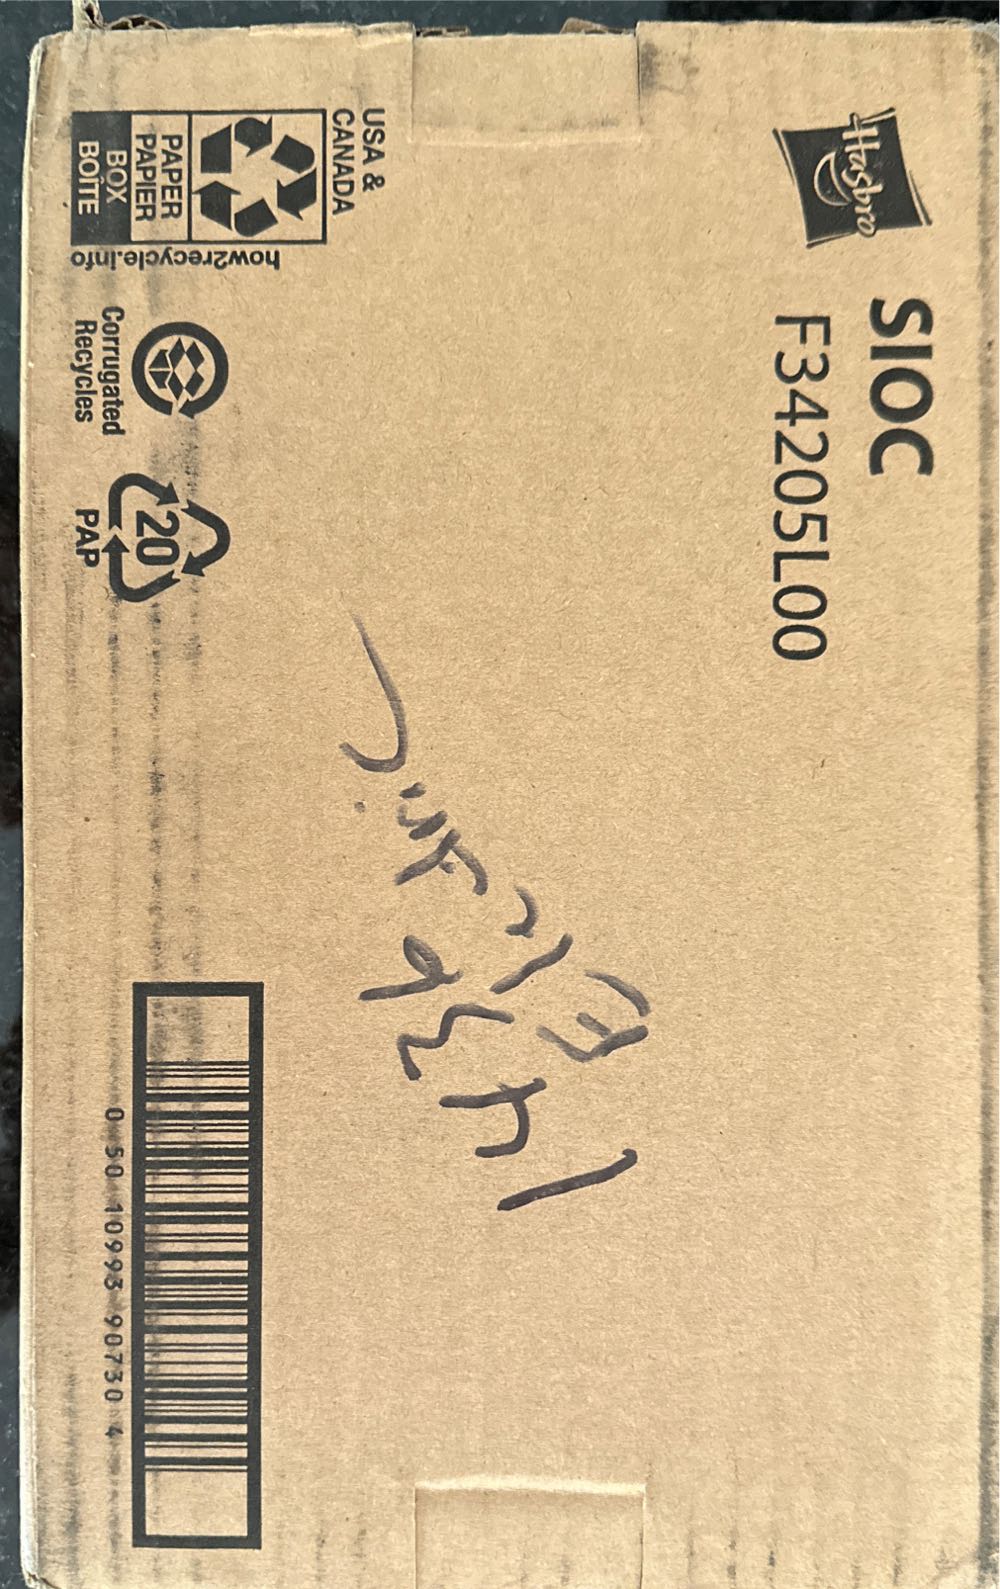 Hasbro
SIOC
F34205L00
USA &
CANADA
PAPER
PAPIER
BOX
BOÎTE
how2recycle.info
Corrugated
Recycles
20
PAP
0 50 10993 90730 4